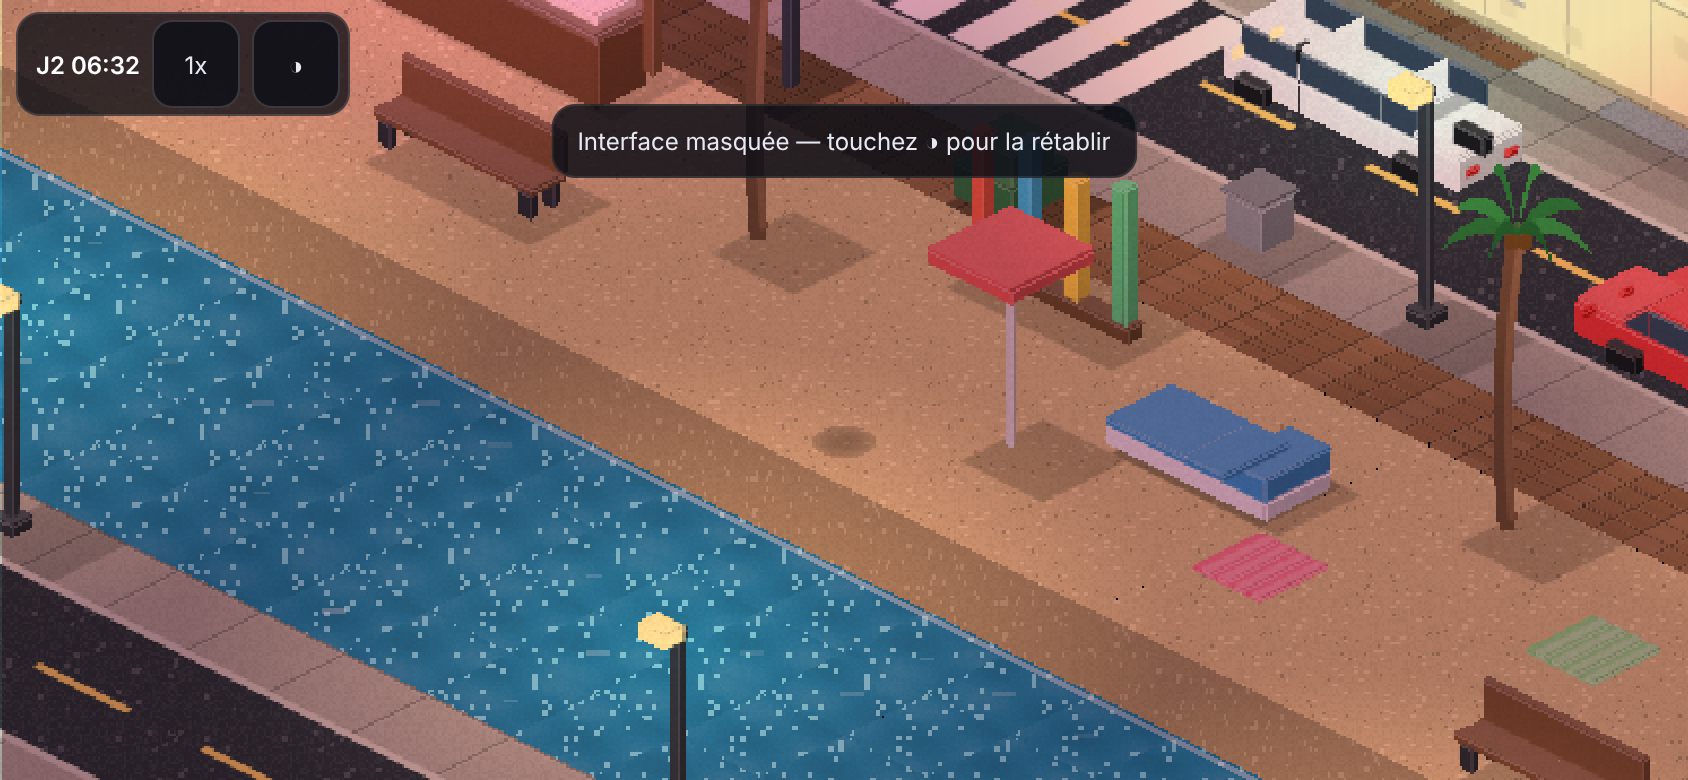 J2 06:32
1x
Interface masquée — touchez ◗ pour la rétablir